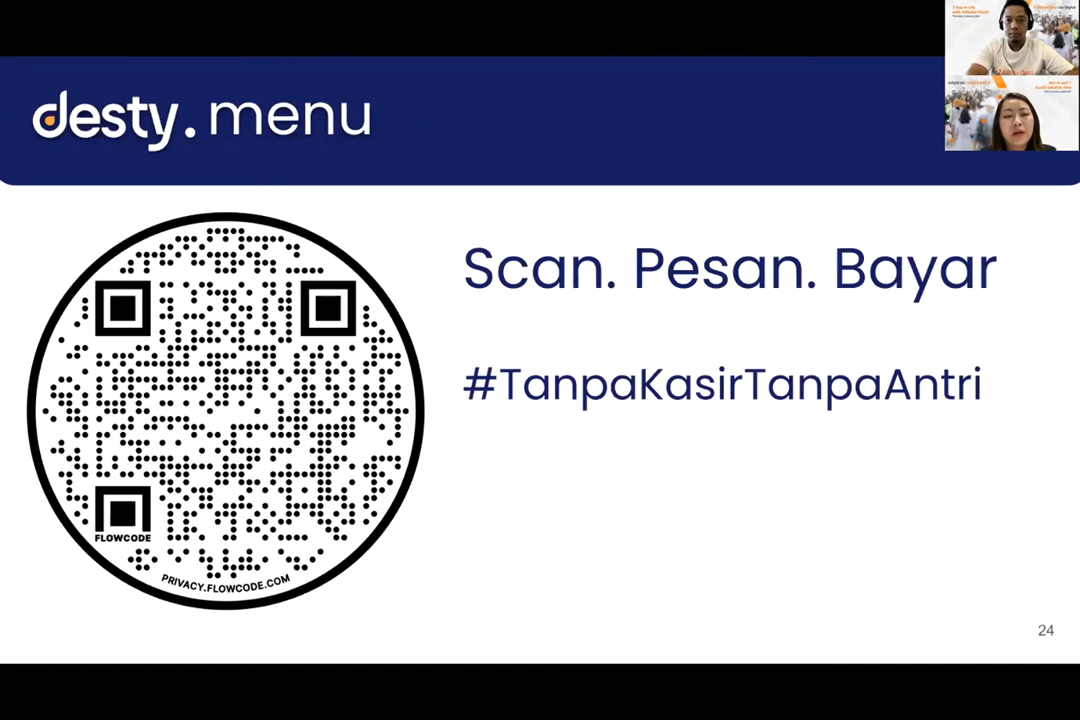 desty. menu
Scan. Pesan. Bayar
#TanpaKasirTanpaAntri
FLOWCODE
PRIVACY.FLOWCODE.COM
24